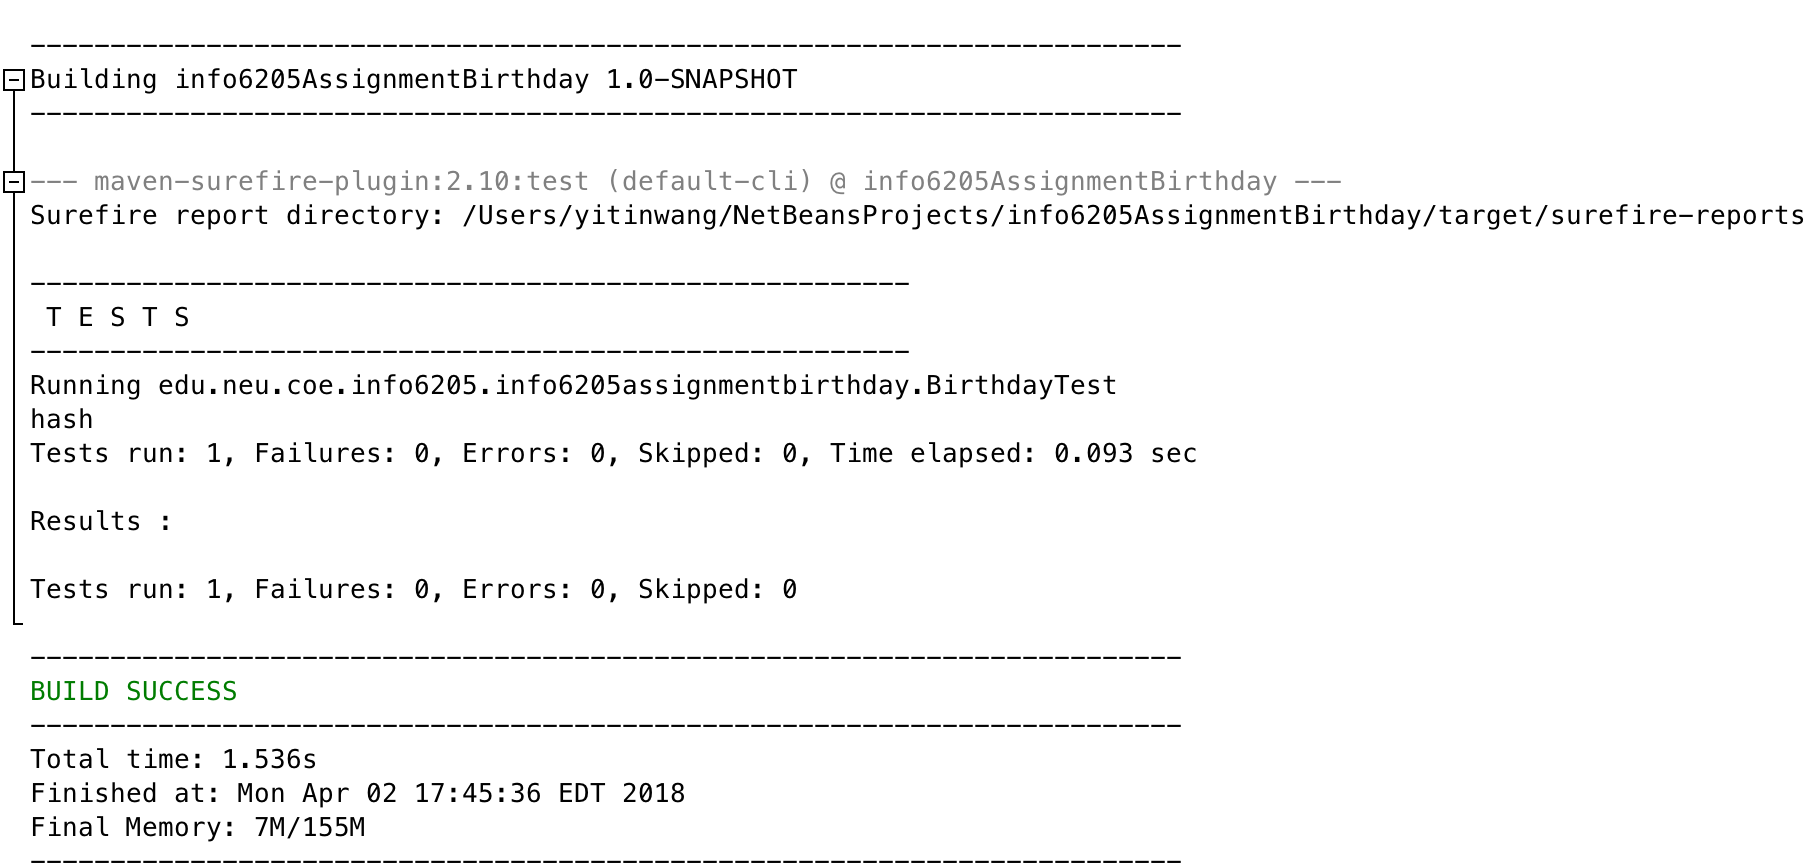 ------------------------------------------------------------------------
Building info6205AssignmentBirthday 1.0-SNAPSHOT
------------------------------------------------------------------------
--- maven-surefire-plugin:2.10:test (default-cli) @ info6205AssignmentBirthday ---
Surefire report directory: /Users/yitinwang/NetBeansProjects/info6205AssignmentBirthday/target/surefire-reports
-------------------------------------------------------
 T E S T S
-------------------------------------------------------
Running edu.neu.coe.info6205.info6205assignmentbirthday.BirthdayTest
hash
Tests run: 1, Failures: 0, Errors: 0, Skipped: 0, Time elapsed: 0.093 sec
Results :
Tests run: 1, Failures: 0, Errors: 0, Skipped: 0
------------------------------------------------------------------------
BUILD SUCCESS
------------------------------------------------------------------------
Total time: 1.536s
Finished at: Mon Apr 02 17:45:36 EDT 2018
Final Memory: 7M/155M
------------------------------------------------------------------------